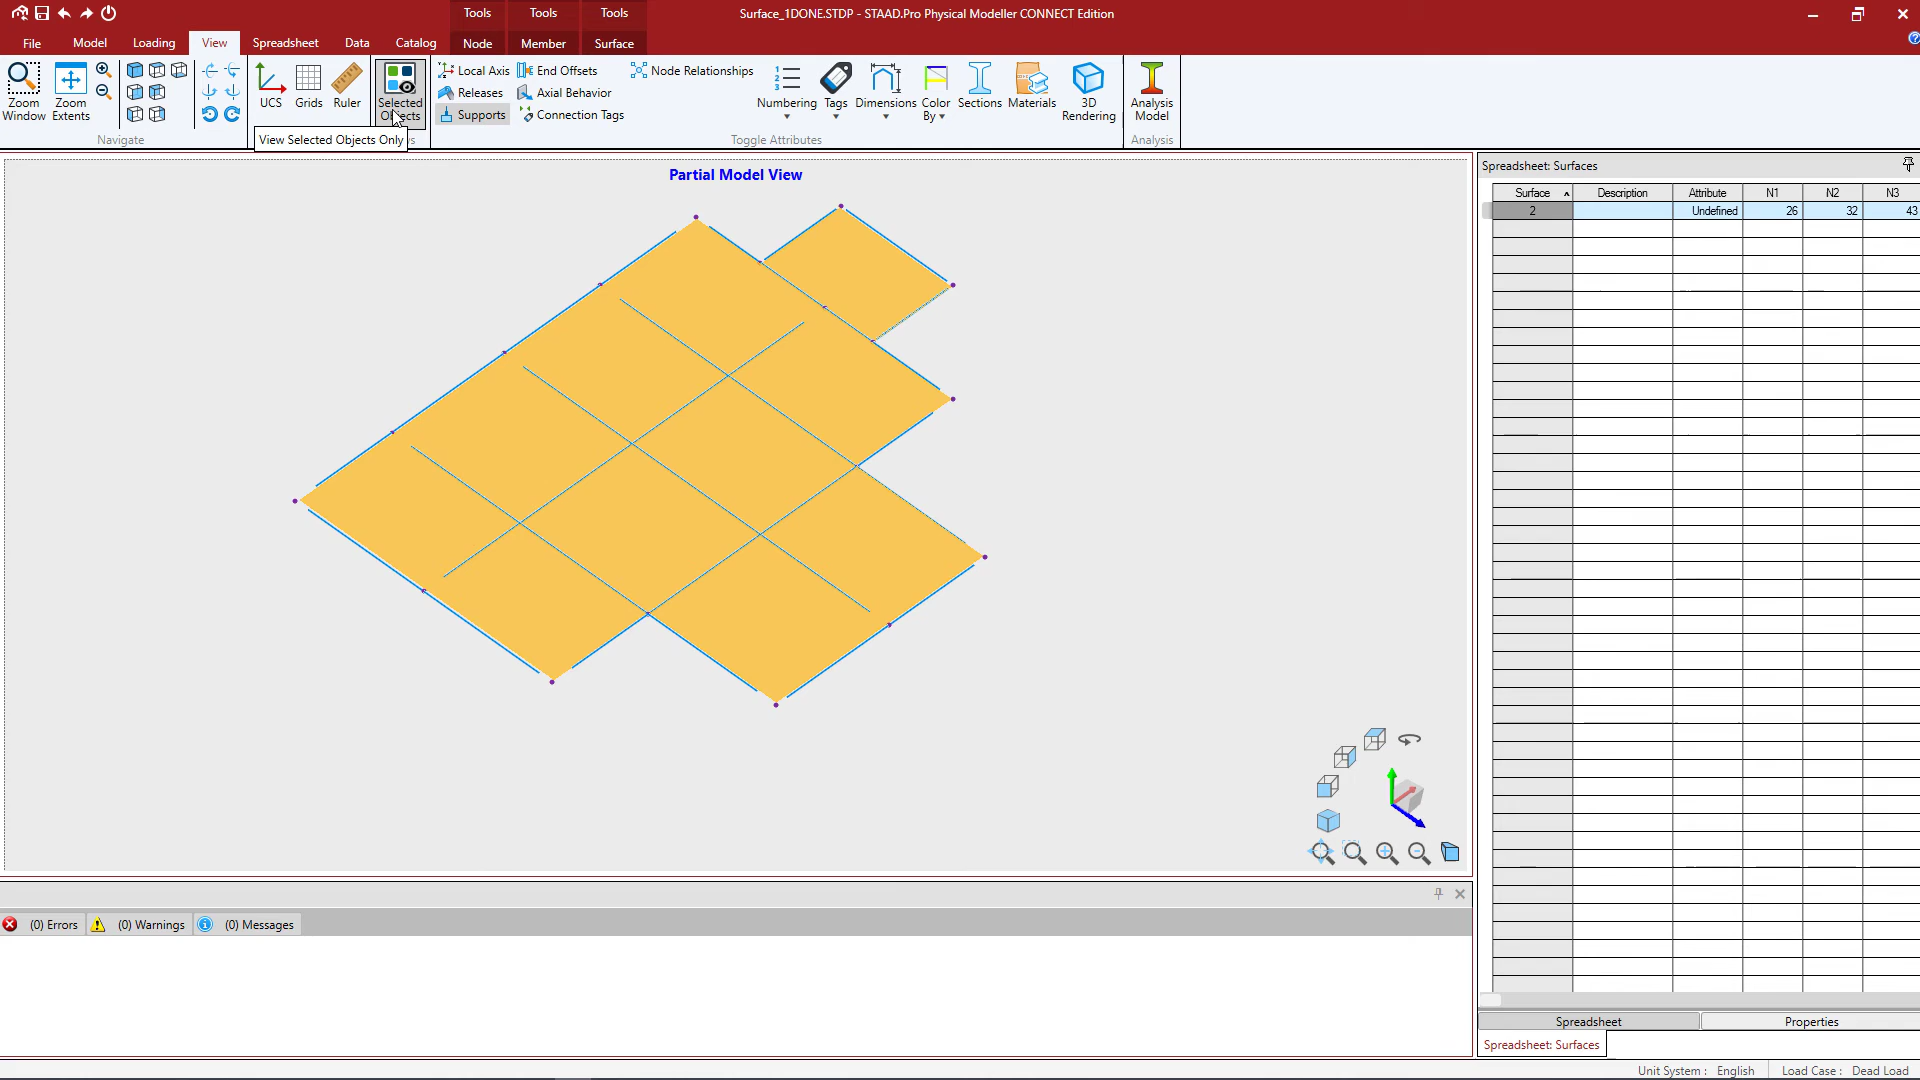 Surface_1DONE.STDP - STAAD.Pro Physical Modeller CONNECT Edition
Tools Tools Tools
File Model Loading View Spreadsheet Data Catalog Node Member Surface
Zoom Window
Zoom Extents
UCS
Grids
Ruler
Selected Objects
Local Axis
Releases
Supports
End Offsets
Axial Behavior
Connection Tags
Node Relationships
Numbering
Tags
Dimensions
Color By
Sections
Materials
3D Rendering
Analysis Model
Navigate
View Selected Objects Only
Toggle Attributes
Analysis
Partial Model View
Spreadsheet: Surfaces
Surface Description Attribute N1 N2 N3
2 Undefined 26 32 43
(0) Errors (0) Warnings (0) Messages
Spreadsheet Properties
Spreadsheet: Surfaces
Unit System : English Load Case : Dead Load